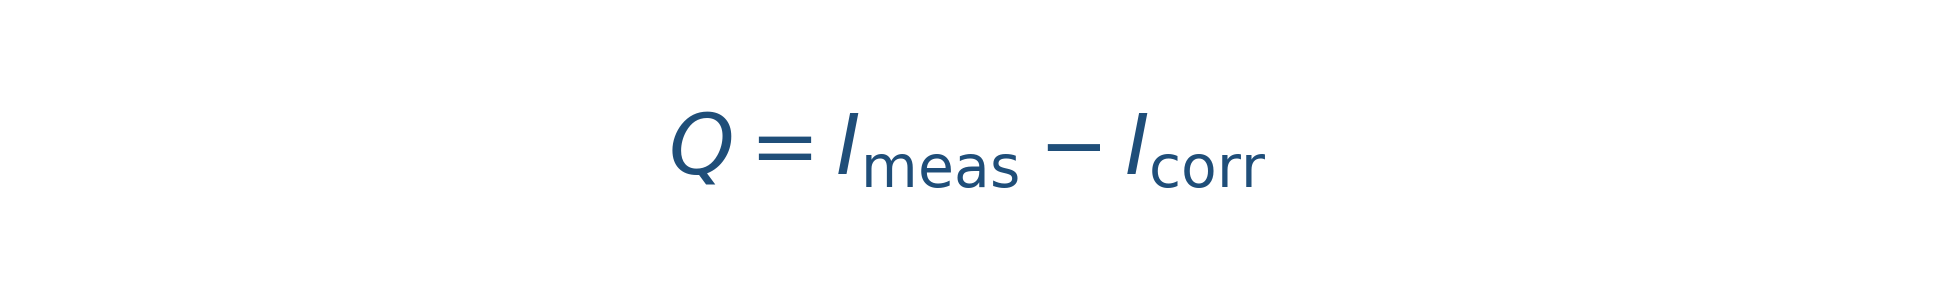 Q = I_meas − I_corr